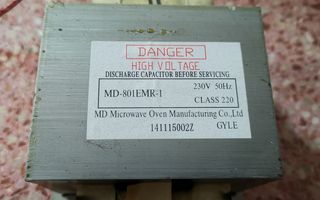 DANGER
HIGH VOLTAGE
DISCHARGE CAPACITOR BEFORE SERVICING
MD-801EMR-1 230V 50Hz
CLASS 220
MD Microwave Oven Manufacturing Co.,Ltd
141115002Z GYLE